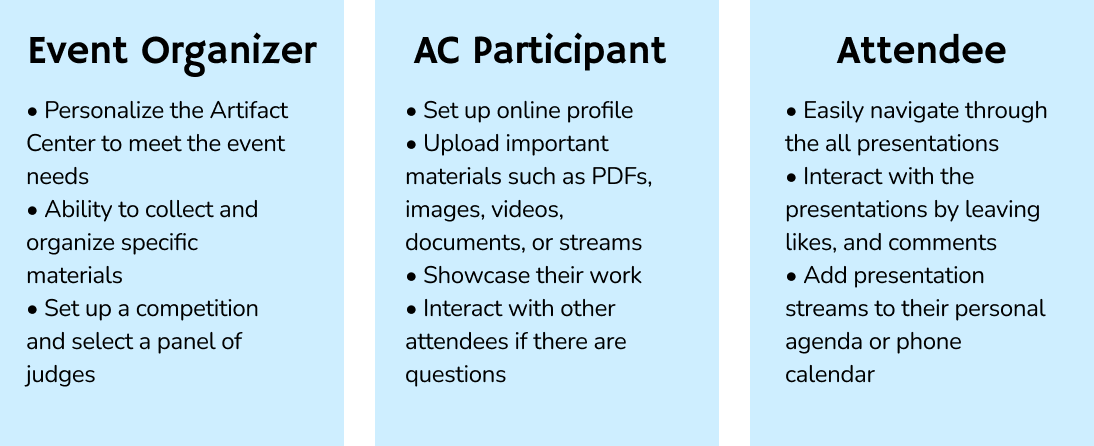 Event Organizer
• Personalize the Artifact
Center to meet the event
needs
• Ability to collect and
organize specific
materials
• Set up a competition
and select a panel of
judges
AC Participant
• Set up online profile
• Upload important
materials such as PDFs,
images, videos,
documents, or streams
• Showcase their work
• Interact with other
attendees if there are
questions
Attendee
• Easily navigate through
the all presentations
• Interact with the
presentations by leaving
likes, and comments
• Add presentation
streams to their personal
agenda or phone
calendar